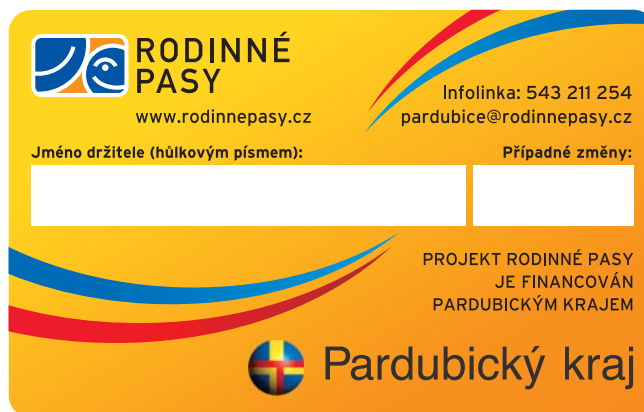 RODINNÉ
PASY
www.rodinnepasy.cz
Infolinka: 543 211 254
pardubice@rodinnepasy.cz
Jméno držitele (hůlkovým písmem):
Případné změny:
PROJEKT RODINNÉ PASY
JE FINANCOVÁN
PARDUBICKÝM KRAJEM
Pardubický kraj